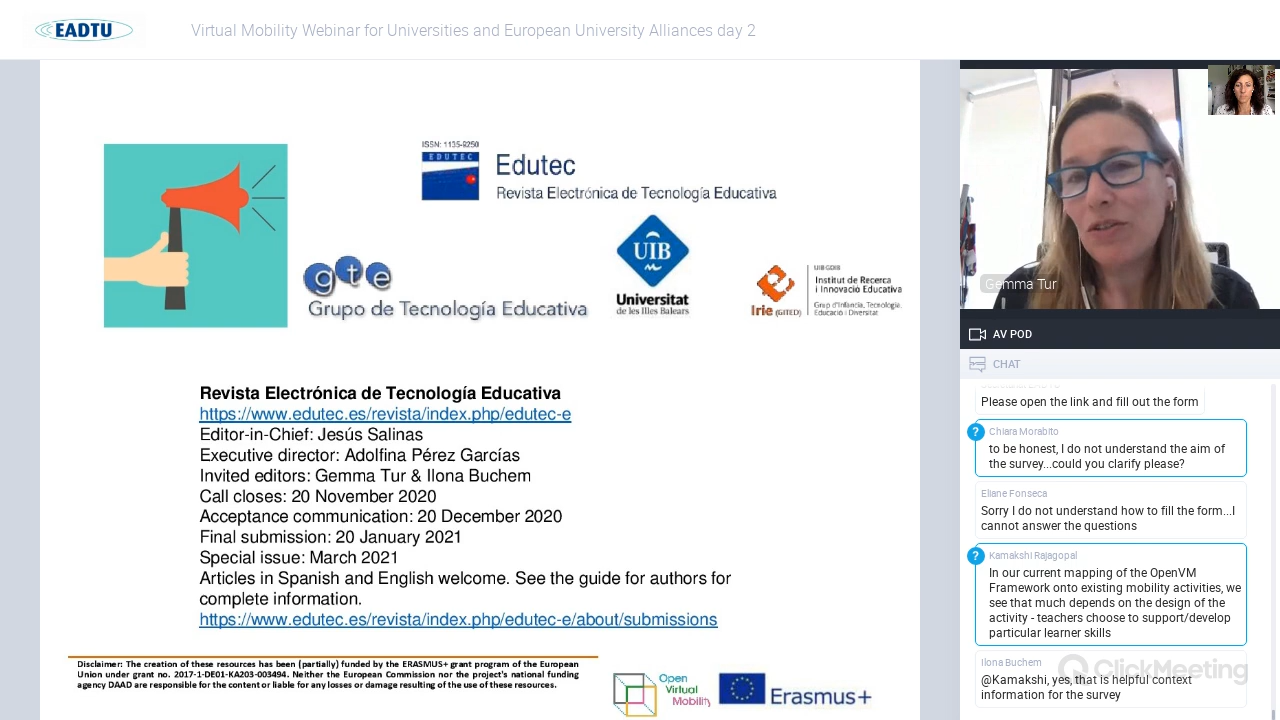 EADTU
Virtual Mobility Webinar for Universities and European University Alliances day 2
ISSN: 1135-9250
EDUTEC
Edutec
Revista Electrónica de Tecnología Educativa
gte
Grupo de Tecnología Educativa
UIB
Universitat
de les Illes Balears
Irie (GITED)
UIB·GOIB
Institut de Recerca
i Innovació Educativa
Grup d'Infància, Tecnologia,
Educació i Diversitat
Revista Electrónica de Tecnología Educativa
https://www.edutec.es/revista/index.php/edutec-e
Editor-in-Chief: Jesús Salinas
Executive director: Adolfina Pérez Garcías
Invited editors: Gemma Tur & Ilona Buchem
Call closes: 20 November 2020
Acceptance communication: 20 December 2020
Final submission: 20 January 2021
Special issue: March 2021
Articles in Spanish and English welcome. See the guide for authors for
complete information.
https://www.edutec.es/revista/index.php/edutec-e/about/submissions
Disclaimer: The creation of these resources has been (partially) funded by the ERASMUS+ grant program of the European
Union under grant no. 2017-1-DE01-KA203-003494. Neither the European Commission nor the project's national funding
agency DAAD are responsible for the content or liable for any losses or damage resulting of the use of these resources.
Open
Virtual
Mobility
Erasmus+
Gemma Tur
AV POD
CHAT
Please open the link and fill out the form
?
Chiara Morabito
to be honest, I do not understand the aim of
the survey...could you clarify please?
Eliane Fonseca
Sorry I do not understand how to fill the form...I
cannot answer the questions
?
Kamakshi Rajagopal
In our current mapping of the OpenVM
Framework onto existing mobility activities, we
see that much depends on the design of the
activity - teachers choose to support/develop
particular learner skills
Ilona Buchem
@Kamakshi, yes, that is helpful context
information for the survey
ClickMeeting